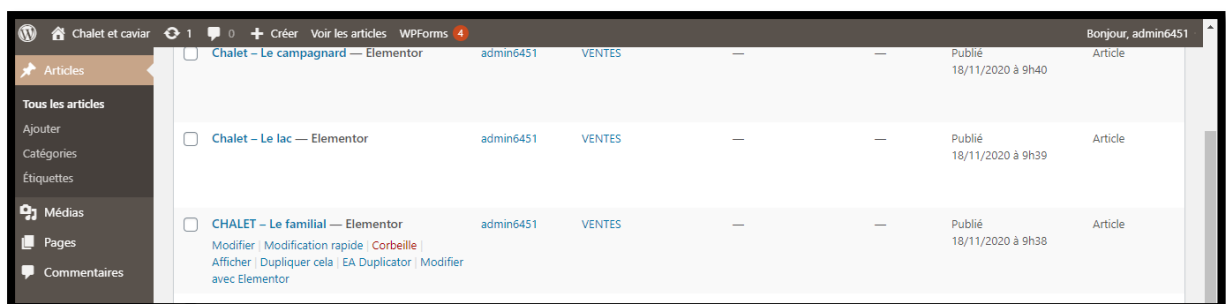 Chalet et caviar 1 0 Créer Voir les articles WPForms 4 Bonjour, admin6451
Articles
Tous les articles
Ajouter
Catégories
Étiquettes
Médias
Pages
Commentaires
Chalet – Le campagnard — Elementor admin6451 VENTES — — Publié Article
18/11/2020 à 9h40
Chalet – Le lac — Elementor admin6451 VENTES — — Publié Article
18/11/2020 à 9h39
CHALET – Le familial — Elementor admin6451 VENTES — — Publié Article
18/11/2020 à 9h38
Modifier | Modification rapide | Corbeille |
Afficher | Dupliquer cela | EA Duplicator | Modifier
avec Elementor